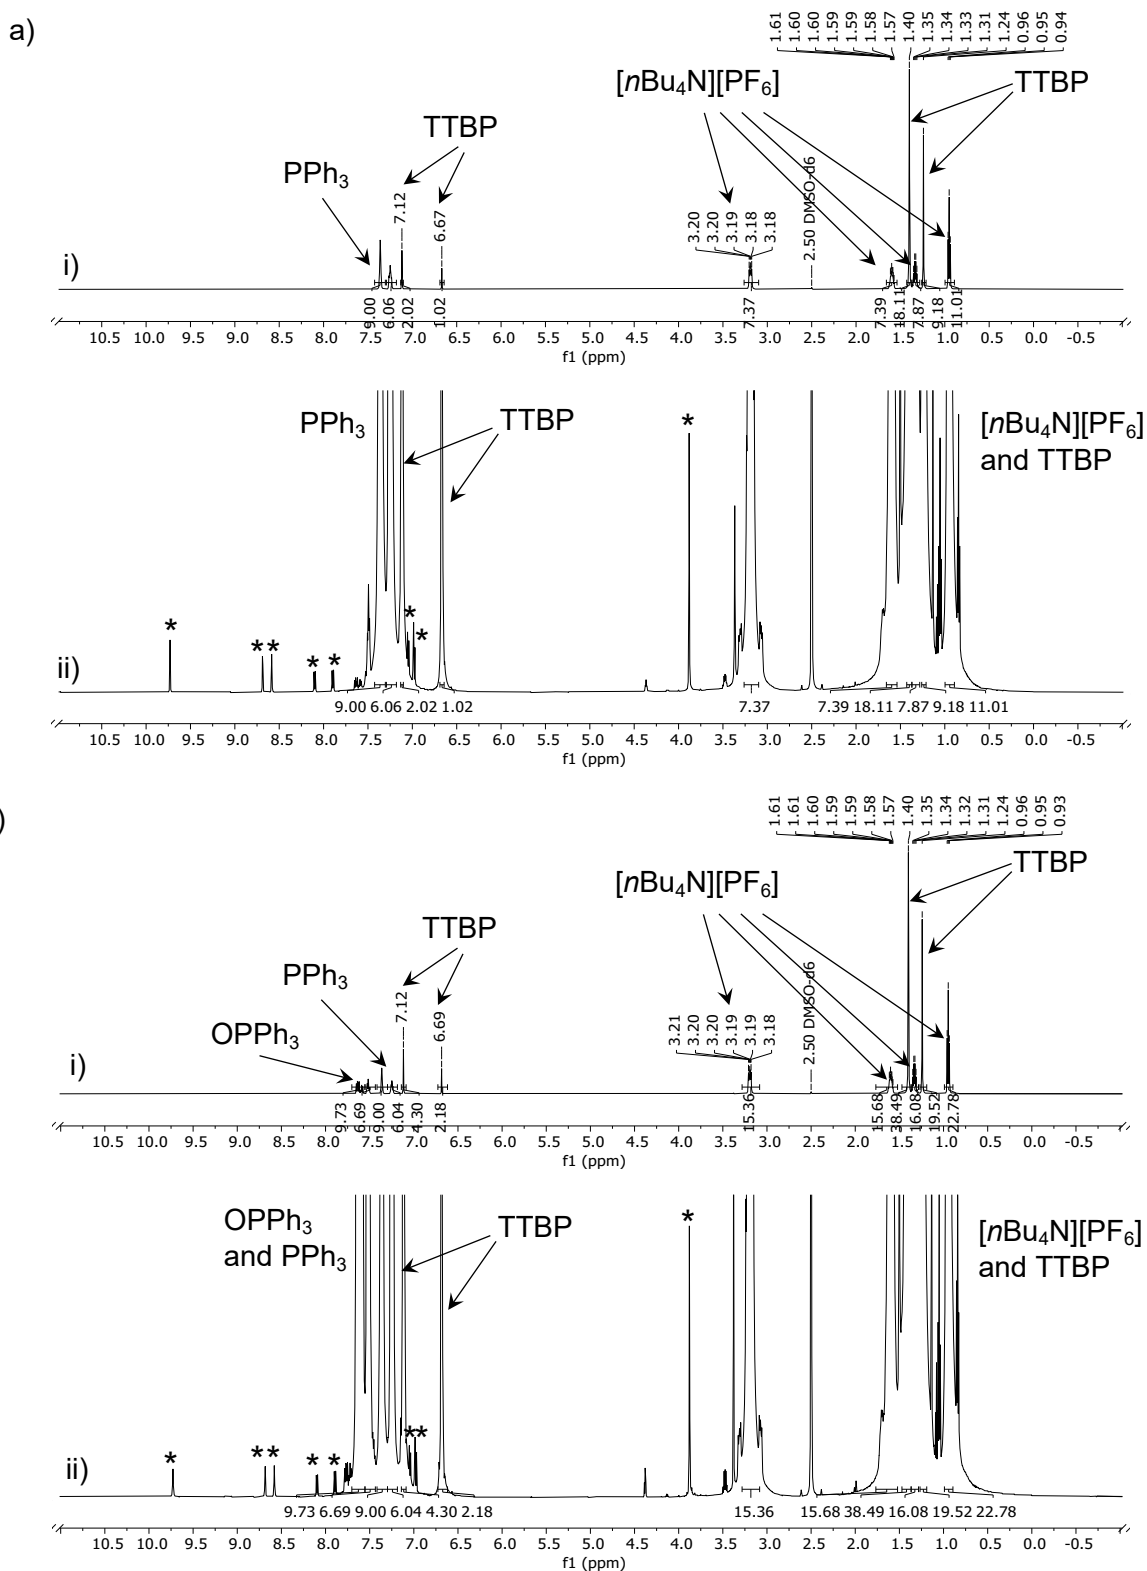 a)
1.61 1.60 1.60 1.59 1.59 1.58 1.57 1.40 1.35 1.34 1.33 1.31 1.24 0.96 0.95 0.94
[nBu4N][PF6]
TTBP
TTBP
PPh3
7.12
6.67
3.20 3.20 3.19 3.18 3.18
2.50 DMSO-d6
i)
9.00 6.06 2.02 1.02 7.37 7.39 18.11 7.87 9.18 11.01
10.5 10.0 9.5 9.0 8.5 8.0 7.5 7.0 6.5 6.0 5.5 5.0 4.5 4.0 3.5 3.0 2.5 2.0 1.5 1.0 0.5 0.0 -0.5
f1 (ppm)
PPh3
TTBP
*
[nBu4N][PF6]
and TTBP
* * * * * * *
ii)
9.00 6.06 2.02 1.02 7.37 7.39 18.11 7.87 9.18 11.01
10.5 10.0 9.5 9.0 8.5 8.0 7.5 7.0 6.5 6.0 5.5 5.0 4.5 4.0 3.5 3.0 2.5 2.0 1.5 1.0 0.5 0.0 -0.5
f1 (ppm)
)
1.61 1.61 1.60 1.59 1.59 1.58 1.57 1.40 1.35 1.34 1.32 1.31 1.24 0.96 0.95 0.93
[nBu4N][PF6]
TTBP
TTBP
PPh3
OPPh3
7.12
6.69
3.21 3.20 3.20 3.19 3.19 3.18
2.50 DMSO-d6
i)
9.73 6.69 9.00 6.04 4.30 2.18 15.36 15.68 38.49 16.08 19.52 22.78
10.5 10.0 9.5 9.0 8.5 8.0 7.5 7.0 6.5 6.0 5.5 5.0 4.5 4.0 3.5 3.0 2.5 2.0 1.5 1.0 0.5 0.0 -0.5
f1 (ppm)
OPPh3
and PPh3
TTBP
*
[nBu4N][PF6]
and TTBP
* * * * * * *
ii)
9.73 6.69 9.00 6.04 4.30 2.18 15.36 15.68 38.49 16.08 19.52 22.78
10.5 10.0 9.5 9.0 8.5 8.0 7.5 7.0 6.5 6.0 5.5 5.0 4.5 4.0 3.5 3.0 2.5 2.0 1.5 1.0 0.5 0.0 -0.5
f1 (ppm)